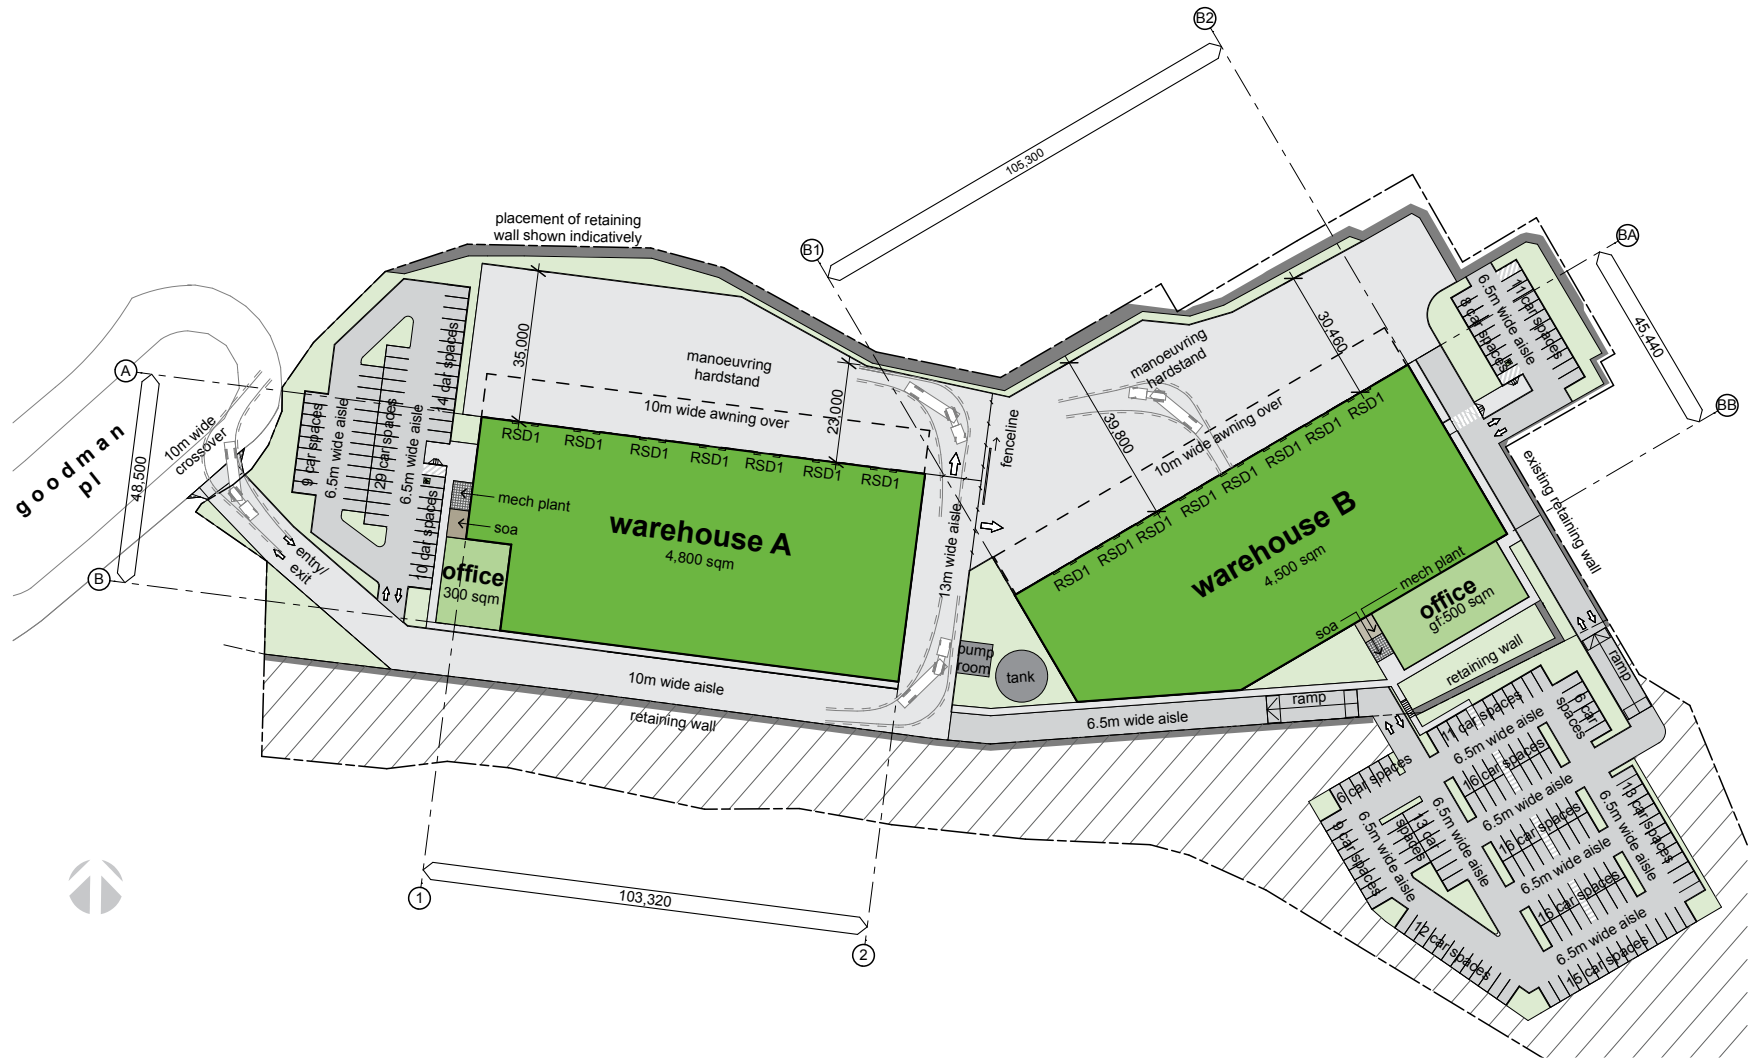 B2
105,300
B1
BA
45,440
BB
placement of retaining
wall shown indicatively
A
48,500
B
goodman
pl
10m wide
crossover
entry/
exit
9 car spaces
6.5m wide aisle
29 car spaces
6.5m wide aisle
14 car spaces
10 car spaces
35,000
manoeuvring
hardstand
10m wide awning over
23,000
RSD1
RSD1
RSD1
RSD1
RSD1
RSD1
RSD1
mech plant
soa
office
300 sqm
warehouse A
4,800 sqm
13m wide aisle
fenceline
10m wide aisle
retaining wall
1
103,320
2
manoeuvring
hardstand
39,800
30,460
10m wide awning over
RSD1
RSD1
RSD1
RSD1
RSD1
RSD1
RSD1
RSD1
warehouse B
4,500 sqm
mech plant
soa
office
gf:500 sqm
retaining wall
existing retaining wall
ramp
pump
room
tank
6.5m wide aisle
ramp
8 car spaces
6.5m wide aisle
11 car spaces
11 car spaces
6 car
spaces
6.5m wide aisle
16 car spaces
6.5m wide aisle
16 car spaces
6.5m wide aisle
16 car spaces
6.5m wide aisle
15 car spaces
13 car spaces
6.5m wide aisle
6 car spaces
9 car spaces
6.5m wide aisle
13 car
spaces
6.5m wide aisle
12 car spaces